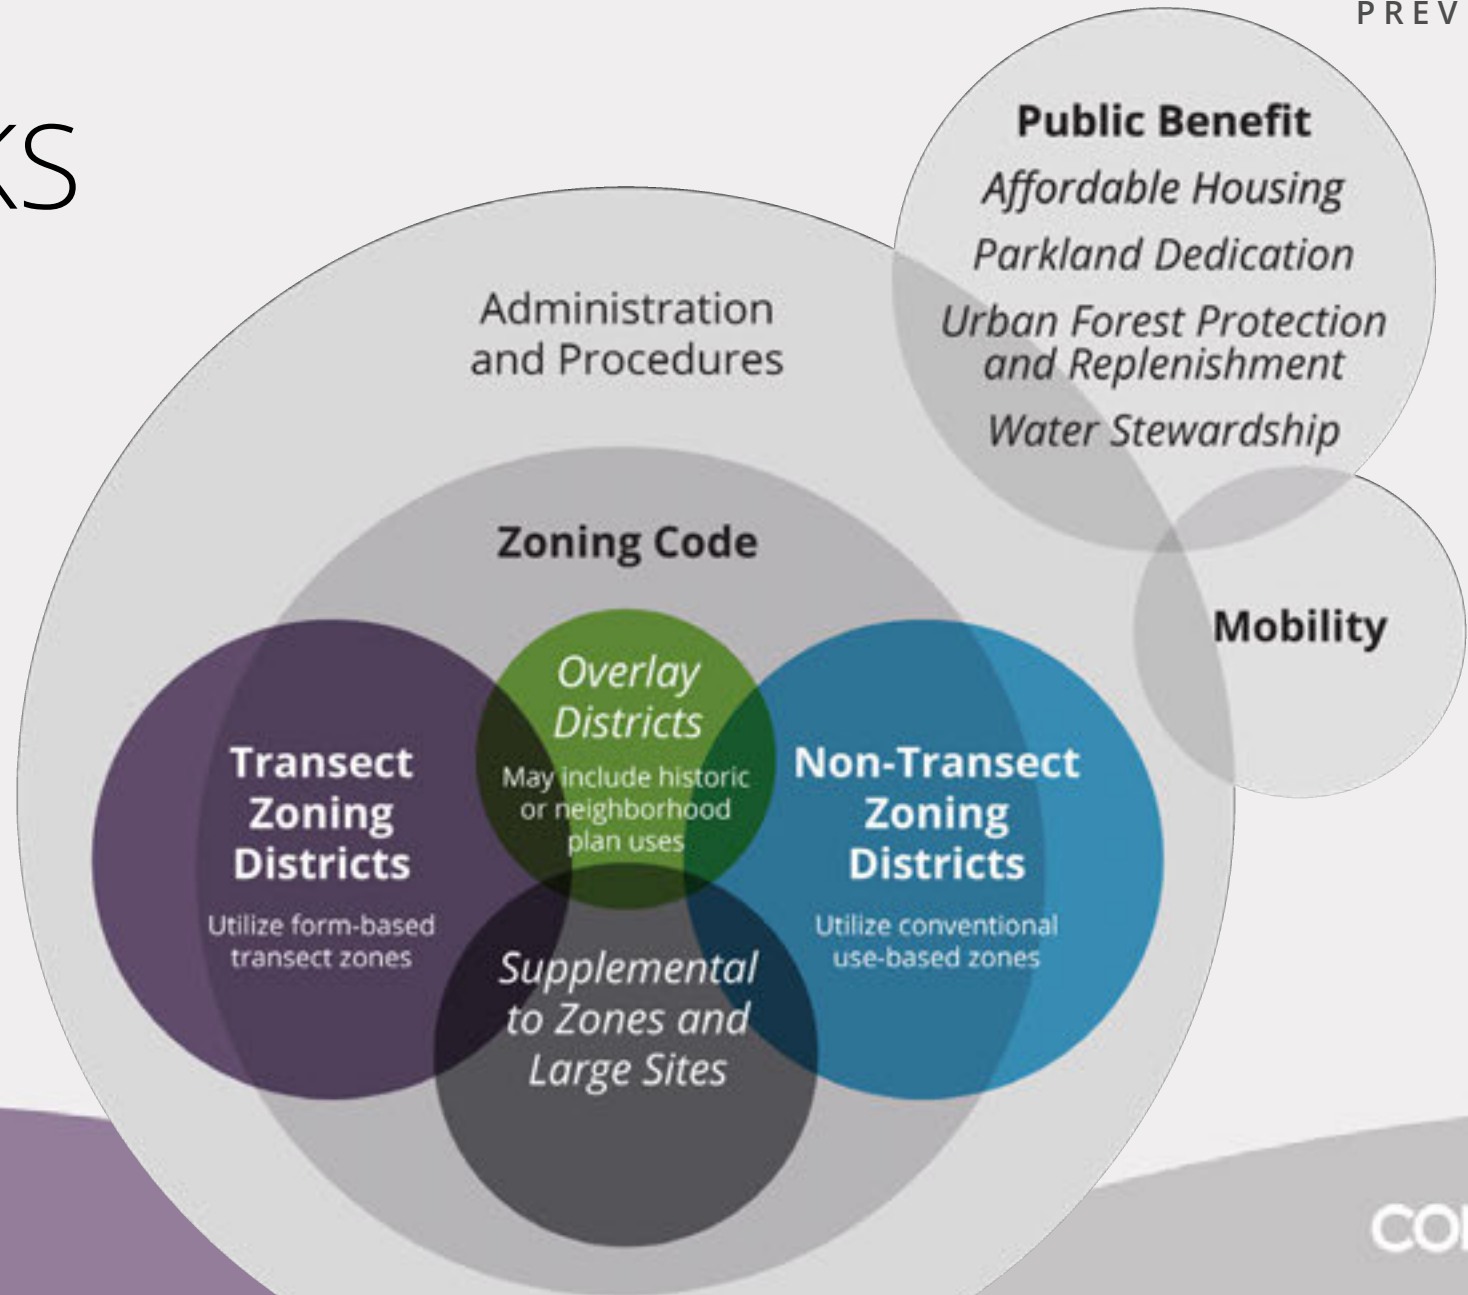 PREV
KS
Public Benefit
Affordable Housing
Parkland Dedication
Urban Forest Protection
and Replenishment
Water Stewardship
Administration
and Procedures
Zoning Code
Mobility
Overlay
Districts
May include historic
or neighborhood
plan uses
Transect
Zoning
Districts
Utilize form-based
transect zones
Non-Transect
Zoning
Districts
Utilize conventional
use-based zones
Supplemental
to Zones and
Large Sites
CO